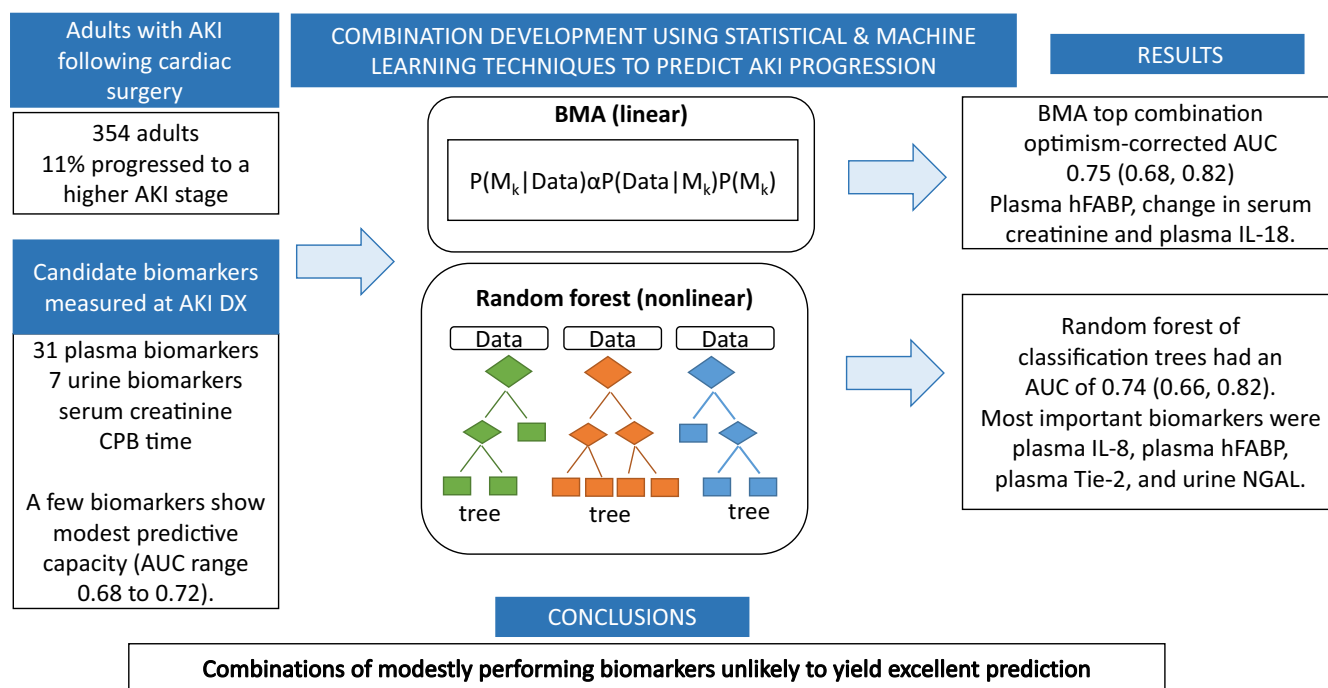 Adults with AKI
following cardiac
surgery
354 adults
11% progressed to a
higher AKI stage
Candidate biomarkers
measured at AKI DX
31 plasma biomarkers
7 urine biomarkers
serum creatinine
CPB time
A few biomarkers show
modest predictive
capacity (AUC range
0.68 to 0.72).
COMBINATION DEVELOPMENT USING STATISTICAL & MACHINE
LEARNING TECHNIQUES TO PREDICT AKI PROGRESSION
BMA (linear)
P(Mₖ|Data)αP(Data|Mₖ)P(Mₖ)
Random forest (nonlinear)
Data Data Data
tree tree tree
RESULTS
BMA top combination
optimism-corrected AUC
0.75 (0.68, 0.82)
Plasma hFABP, change in serum
creatinine and plasma IL-18.
Random forest of
classification trees had an
AUC of 0.74 (0.66, 0.82).
Most important biomarkers were
plasma IL-8, plasma hFABP,
plasma Tie-2, and urine NGAL.
CONCLUSIONS
Combinations of modestly performing biomarkers unlikely to yield excellent prediction